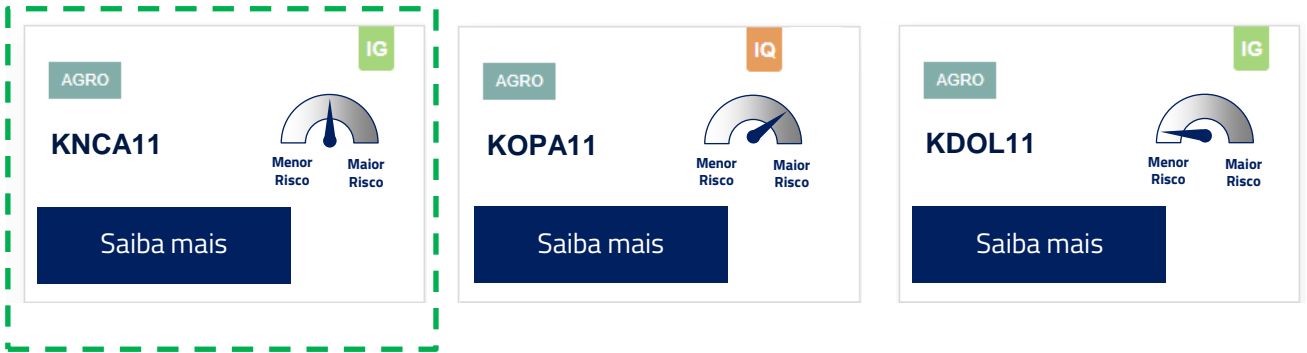 IG
AGRO
KNCA11
Menor
Risco
Maior
Risco
Saiba mais
IQ
AGRO
KOPA11
Menor
Risco
Maior
Risco
Saiba mais
IG
AGRO
KDOL11
Menor
Risco
Maior
Risco
Saiba mais